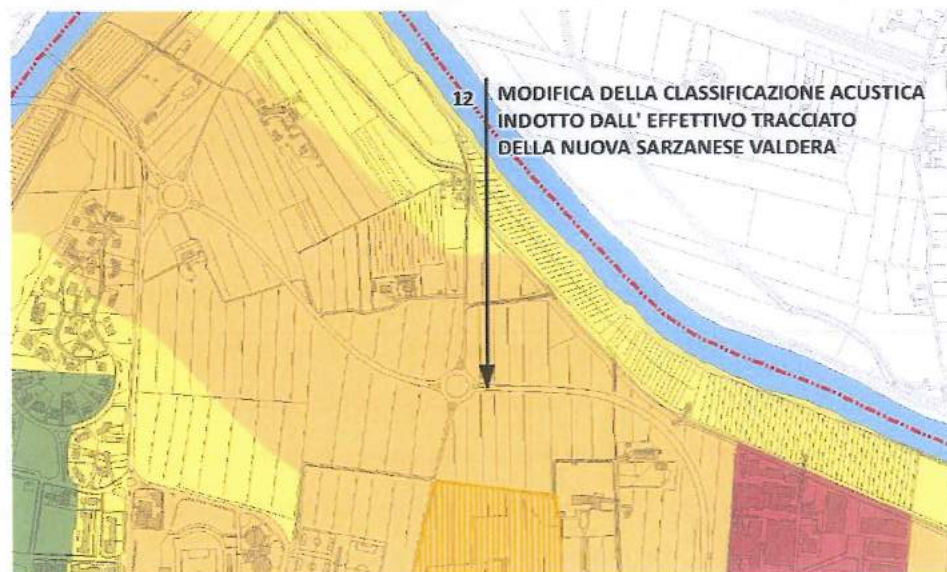 12
MODIFICA DELLA CLASSIFICAZIONE ACUSTICA
INDOTTO DALL' EFFETTIVO TRACCIATO
DELLA NUOVA SARZANESE VALDERA